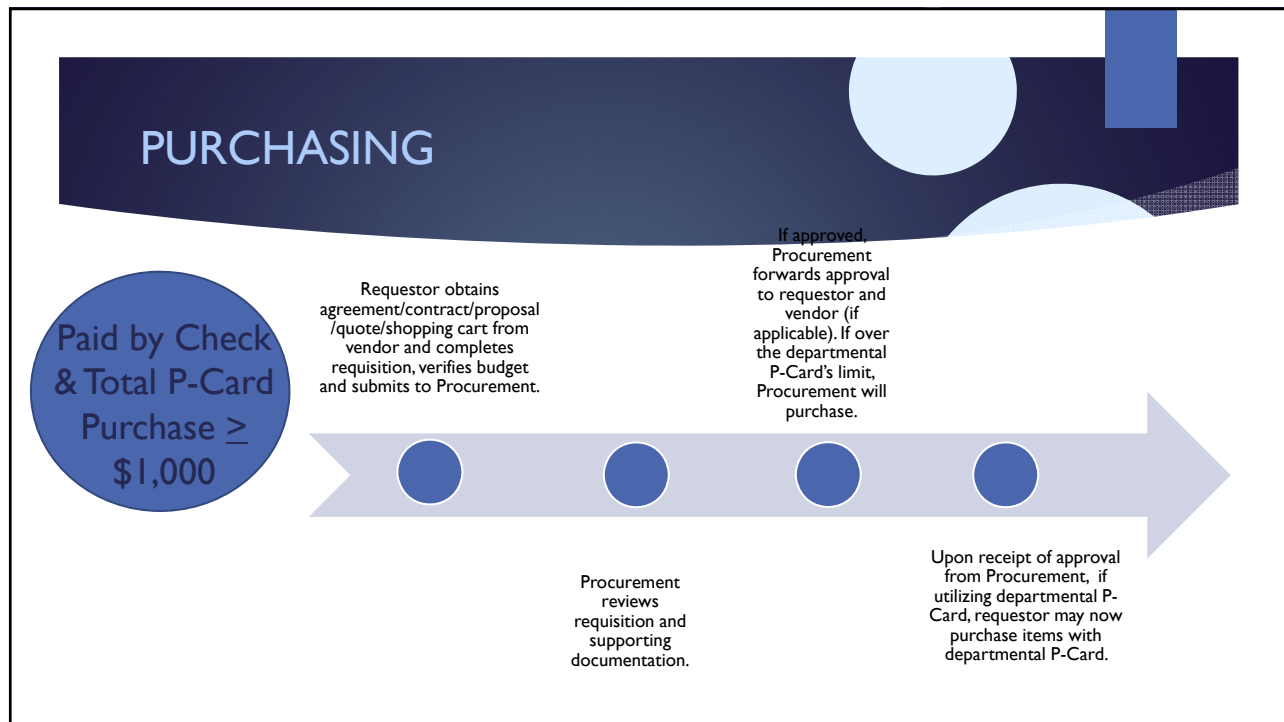 PURCHASING
Paid by Check
& Total P-Card
Purchase ≥
$1,000
Requestor obtains
agreement/contract/proposal
/quote/shopping cart from
vendor and completes
requisition, verifies budget
and submits to Procurement.
Procurement
reviews
requisition and
supporting
documentation.
If approved,
Procurement
forwards approval
to requestor and
vendor (if
applicable). If over
the departmental
P-Card's limit,
Procurement will
purchase.
Upon receipt of approval
from Procurement, if
utilizing departmental P-
Card, requestor may now
purchase items with
departmental P-Card.